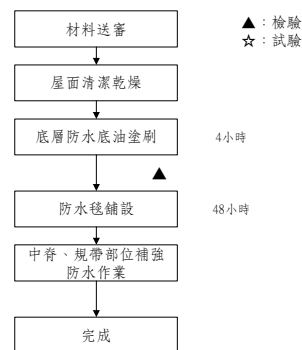 材料送審
▲：檢驗
☆：試驗
屋面清潔乾燥
底層防水底油塗刷
4小時
▲
防水毯舖設
48小時
中脊、規帶部位補強
防水作業
完成